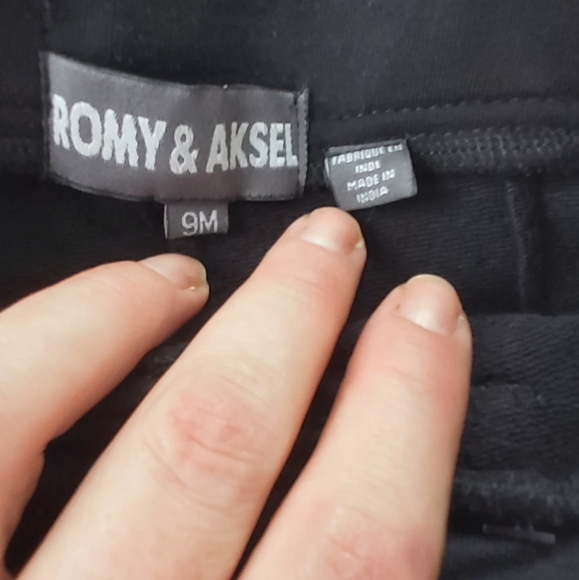 ROMY & AKSEL
9M
FABRIQUE EN
INDE
MADE IN
INDIA